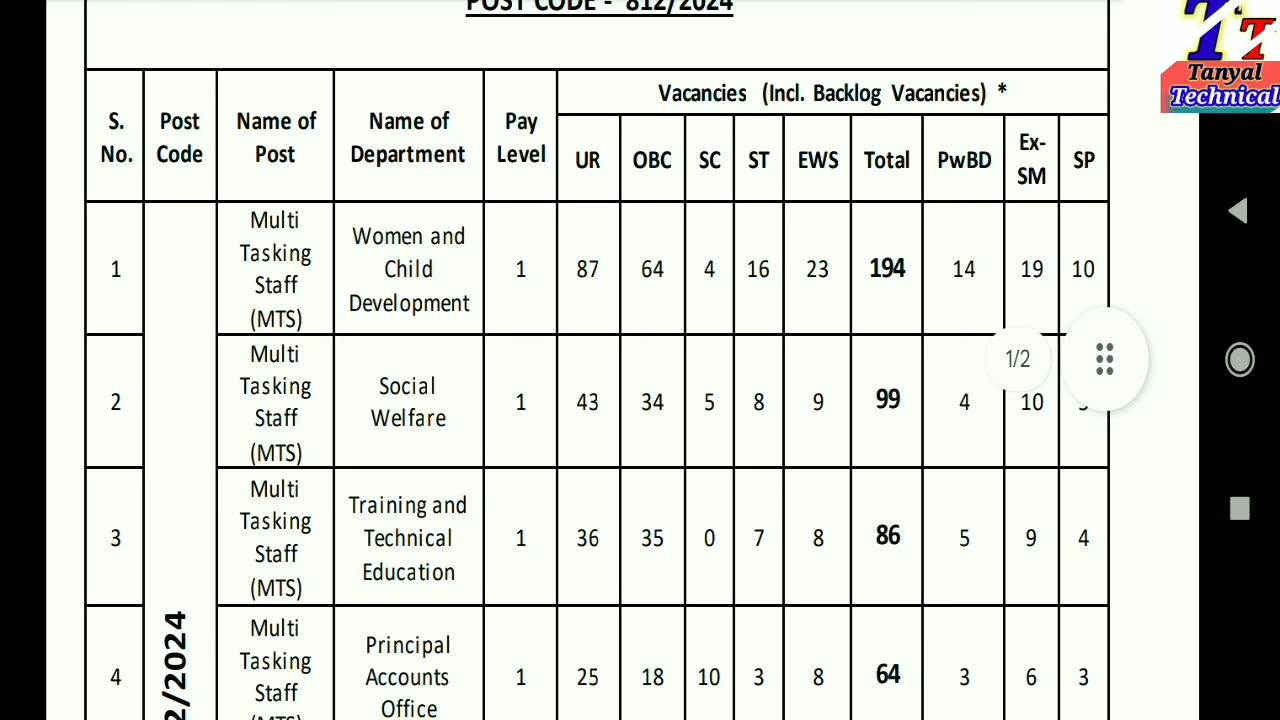 POST CODE - 812/2024
T T
Tanyal
Technical
S. No.
Post Code
Name of Post
Name of Department
Pay Level
Vacancies (Incl. Backlog Vacancies) *
UR OBC SC ST EWS Total PwBD Ex-SM SP
1
Multi
Tasking
Staff
(MTS)
Women and
Child
Development
1 87 64 4 16 23 194 14 19 10
2
Multi
Tasking
Staff
(MTS)
Social
Welfare
1 43 34 5 8 9 99 4 10
1/2
3
Multi
Tasking
Staff
(MTS)
Training and
Technical
Education
1 36 35 0 7 8 86 5 9 4
2/2024
4
Multi
Tasking
Staff
(MTS)
Principal
Accounts
Office
1 25 18 10 3 8 64 3 6 3